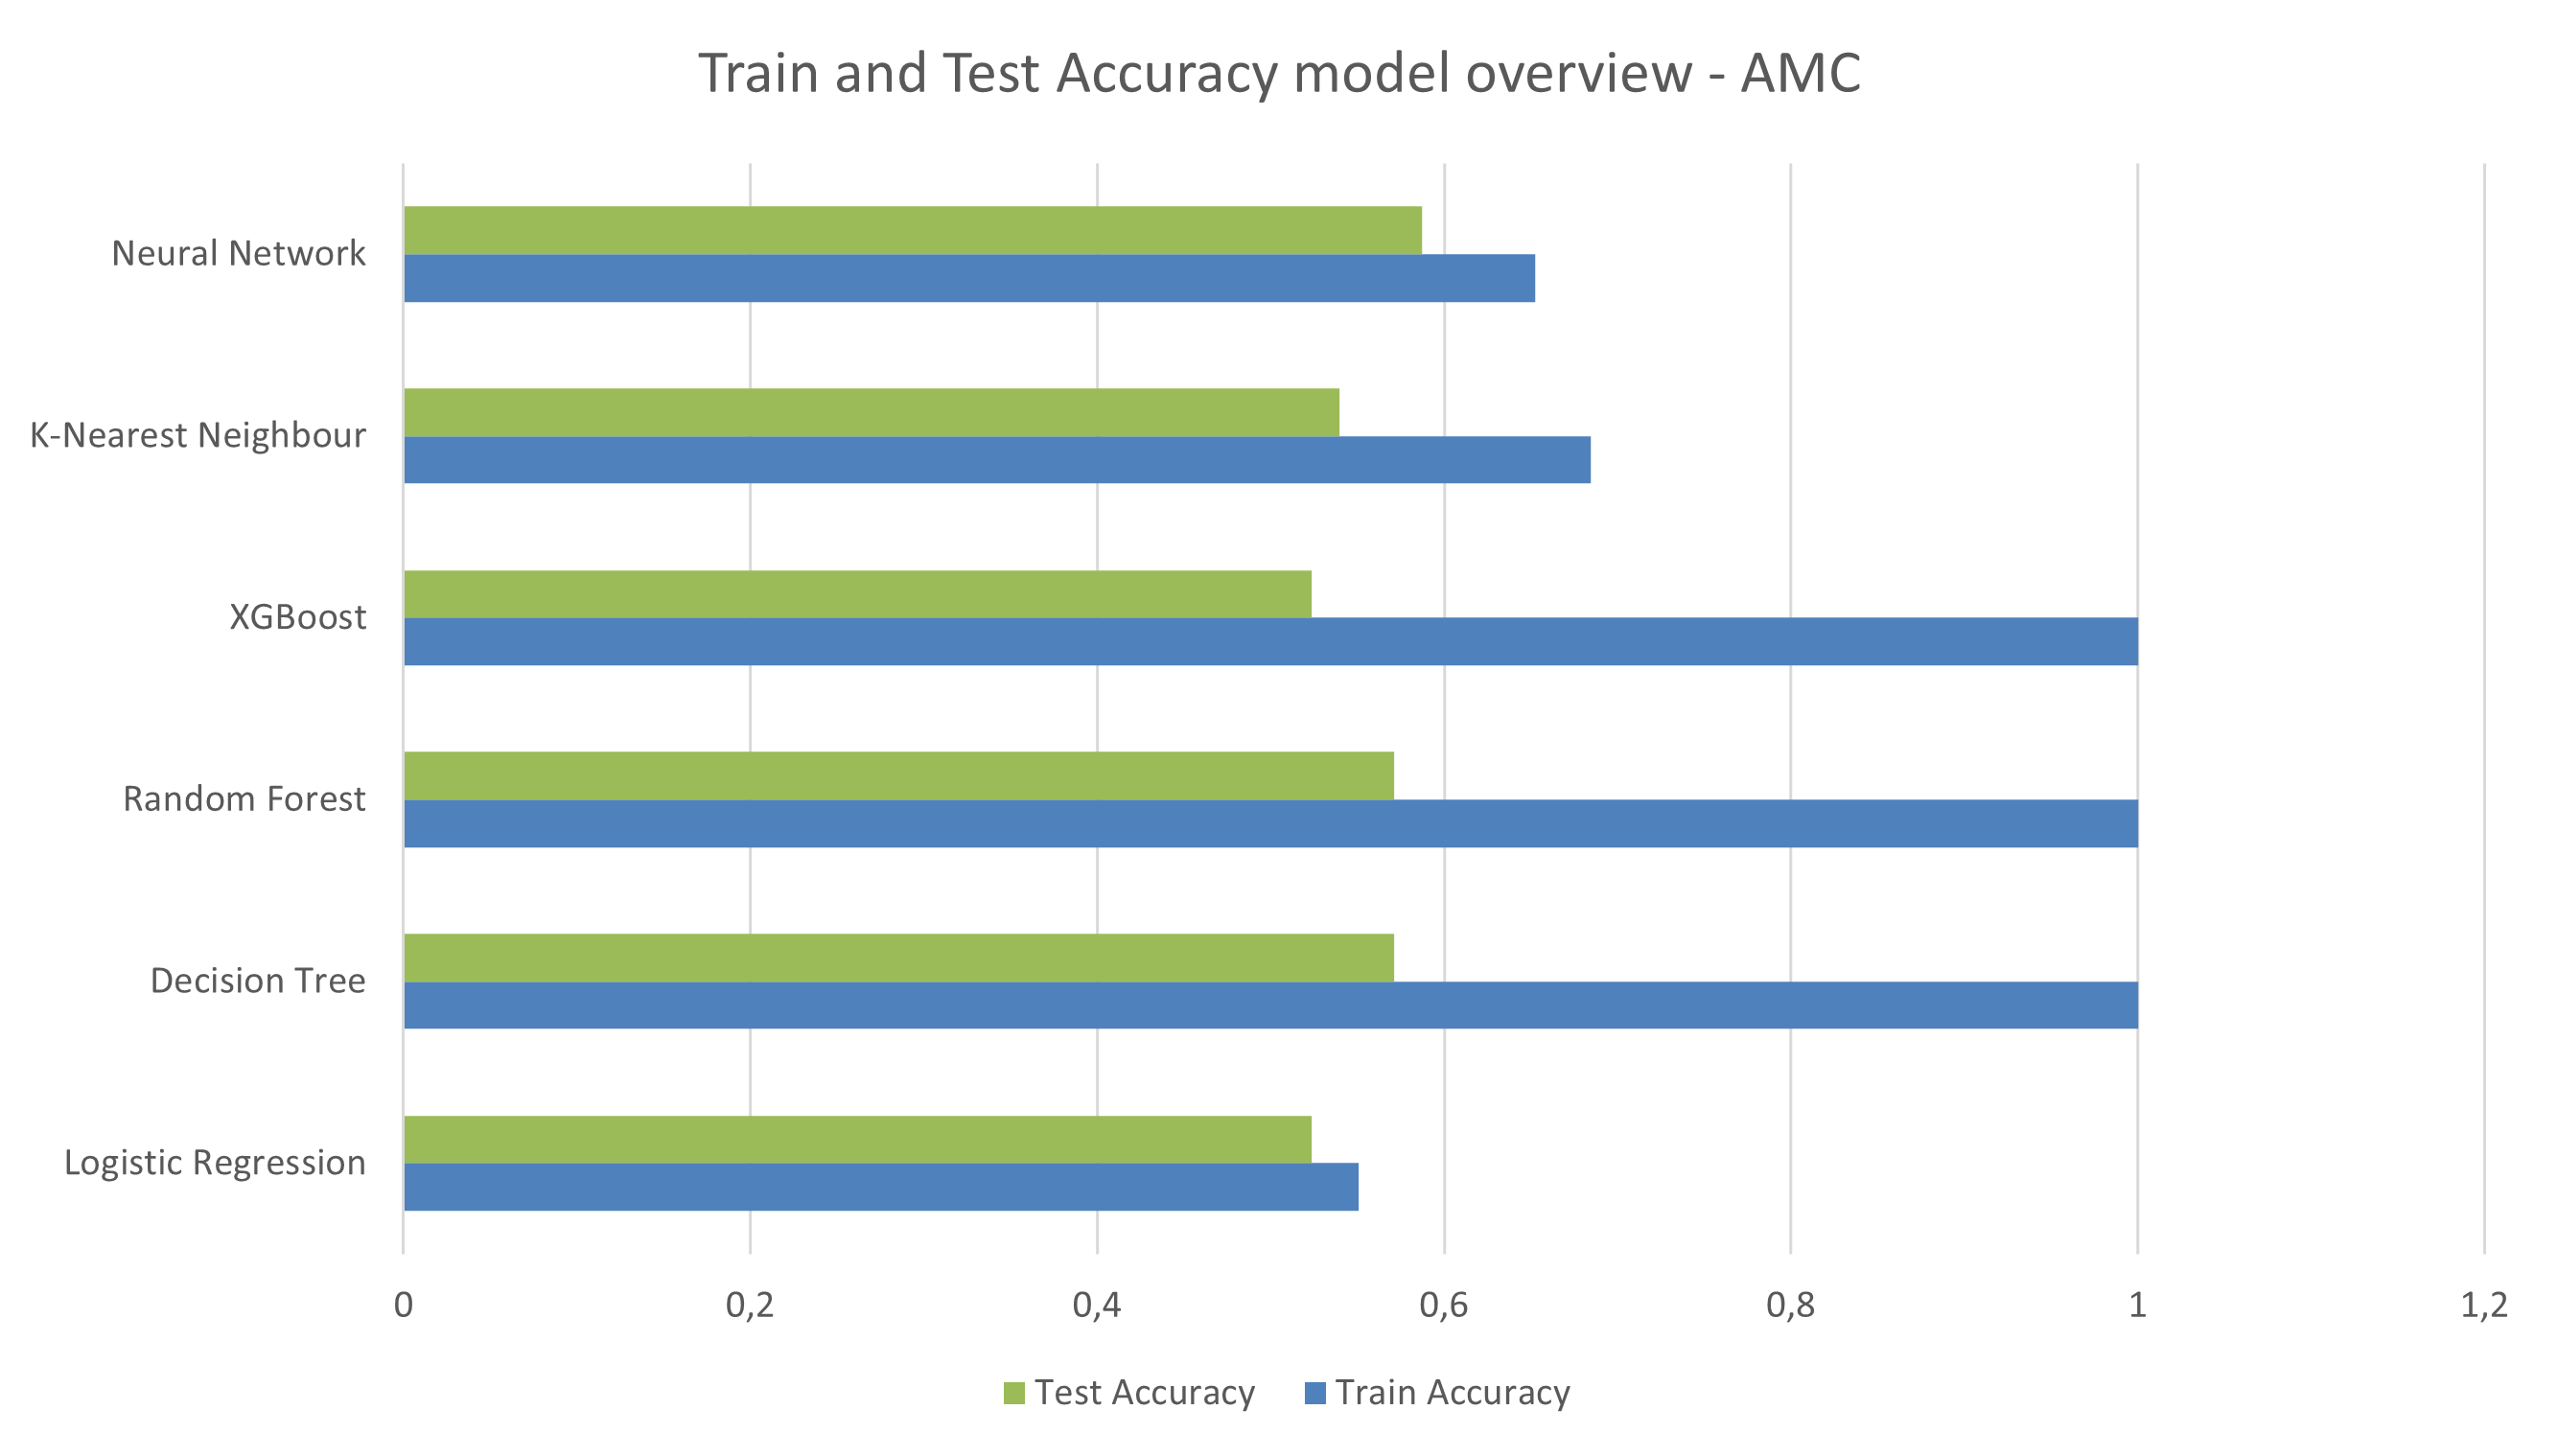 Train and Test Accuracy model overview - AMC
Neural Network
K-Nearest Neighbour
XGBoost
Random Forest
Decision Tree
Logistic Regression
0 0,2 0,4 0,6 0,8 1 1,2
Test Accuracy Train Accuracy